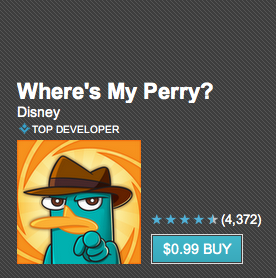 Where's My Perry?
Disney
TOP DEVELOPER
(4,372)
$0.99 BUY